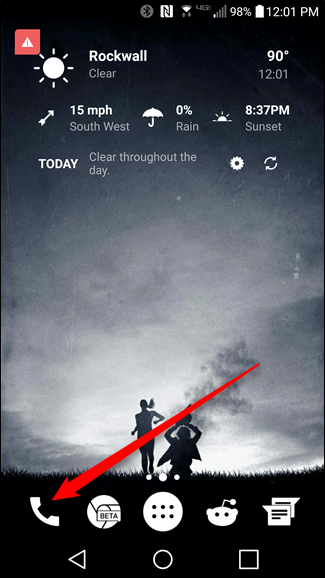 4G 98% 12:01 PM
Rockwall 90°
Clear 12:01
15 mph 0% 8:37PM
South West Rain Sunset
TODAY Clear throughout the
day.
BETA